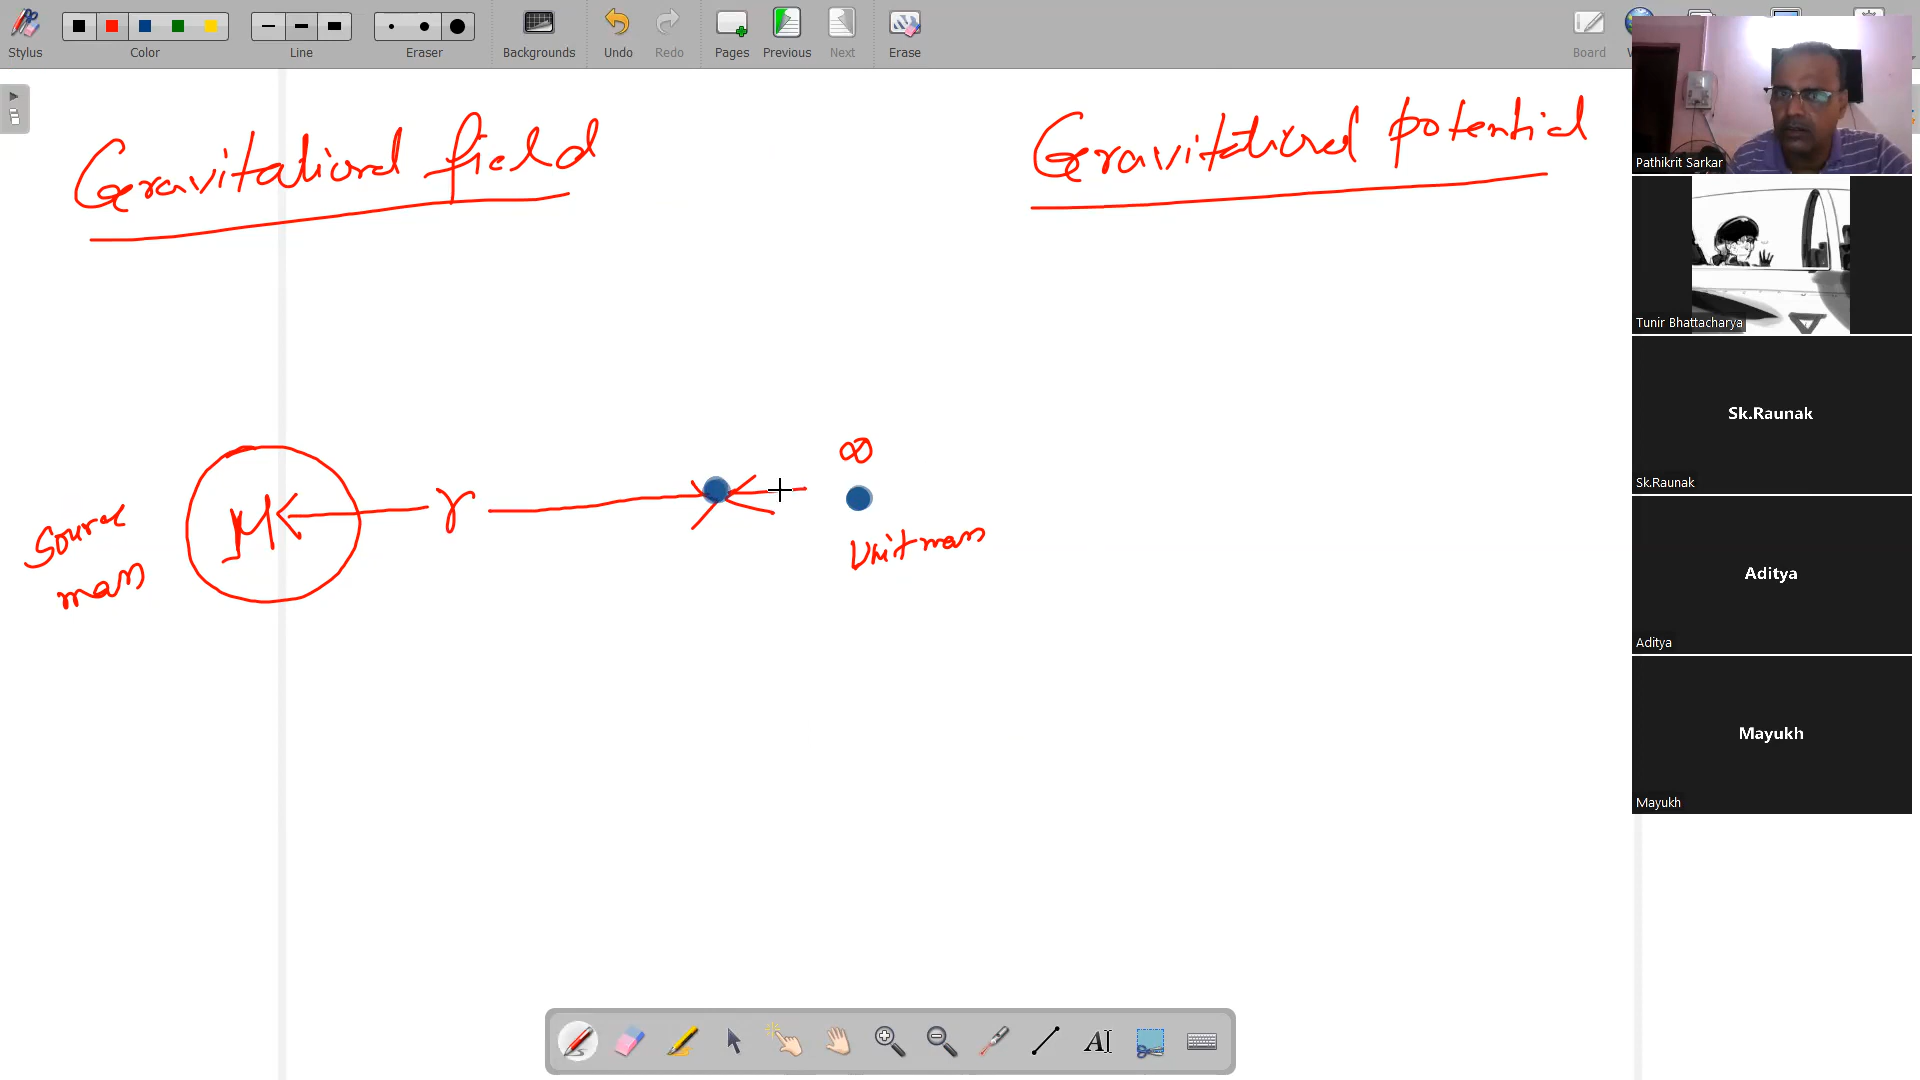 Stylus
Color
Line
Eraser
Backgrounds
Undo
Redo
Pages
Previous
Next
Erase
Board
Gravitational field
Gravitational potential
∞
M
r
Source
mass
Unit mass
Pathikrit Sarkar
Tunir Bhattacharya
Sk.Raunak
Sk.Raunak
Aditya
Aditya
Mayukh
Mayukh